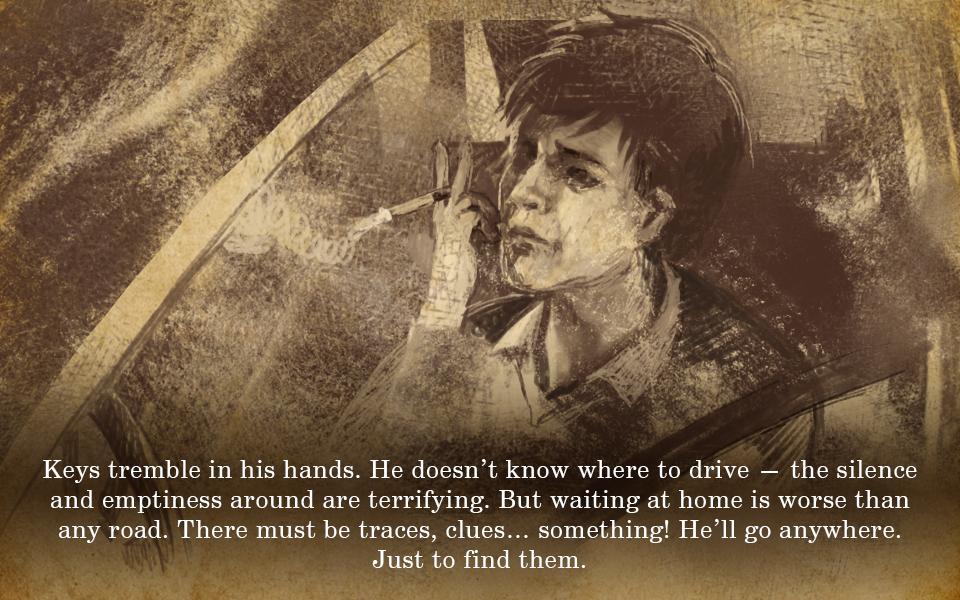 Keys tremble in his hands. He doesn’t know where to drive — the silence
and emptiness around are terrifying. But waiting at home is worse than
any road. There must be traces, clues... something! He’ll go anywhere.
Just to find them.